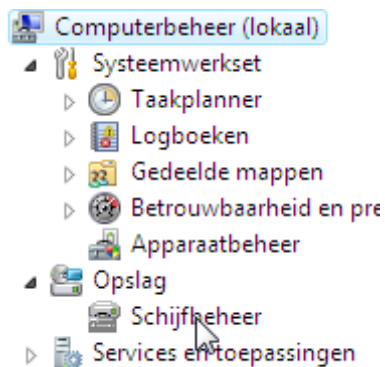 Computerbeheer (lokaal)
Systeemwerkset
Taakplanner
Logboeken
Gedeelde mappen
Betrouwbaarheid en pre
Apparaatbeheer
Opslag
Schijfbeheer
Services en toepassingen